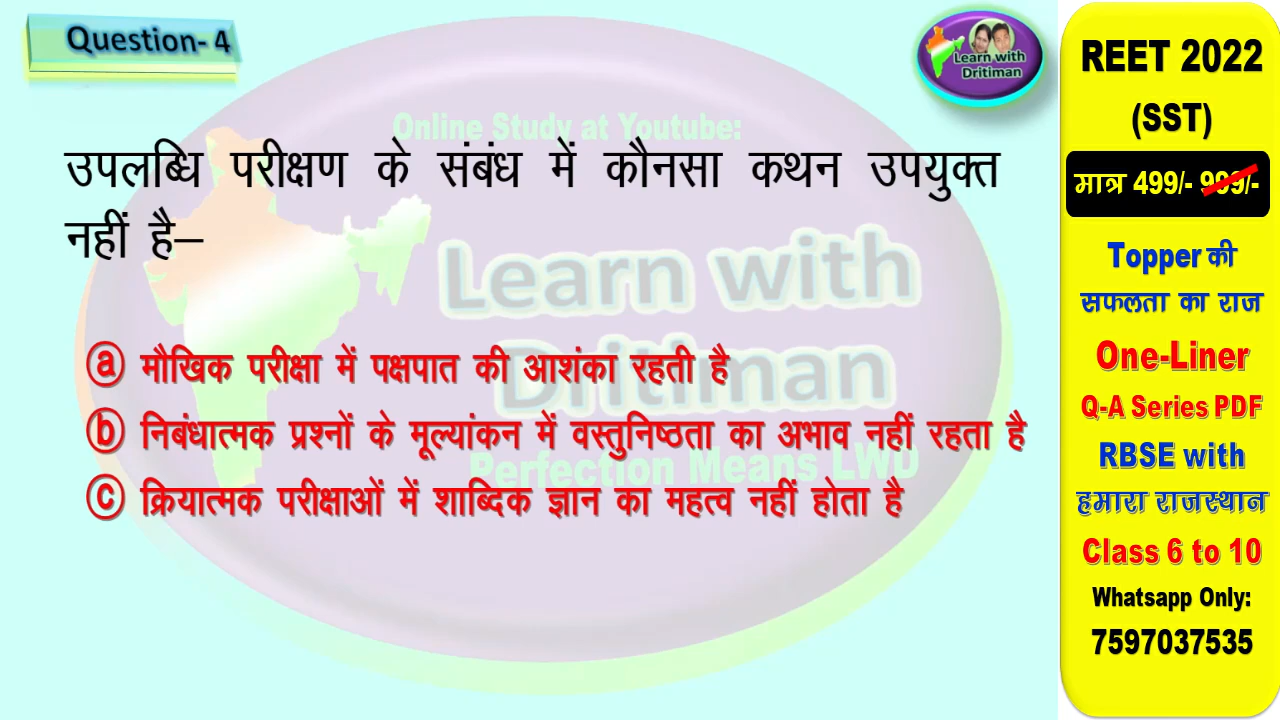 Question- 4
Learn with
Dritiman
Online Study at Youtube:
उपलब्धि परीक्षण के संबंध में कौनसा कथन उपयुक्त
नहीं है–
Learn with
Dritiman
Perfection Means LWD
ⓐ मौखिक परीक्षा में पक्षपात की आशंका रहती है
ⓑ निबंधात्मक प्रश्नों के मूल्यांकन में वस्तुनिष्ठता का अभाव नहीं रहता है
ⓒ क्रियात्मक परीक्षाओं में शाब्दिक ज्ञान का महत्व नहीं होता है
REET 2022
(SST)
मात्र 499/- 999/-
Topper की
सफलता का राज
One-Liner
Q-A Series PDF
RBSE with
हमारा राजस्थान
Class 6 to 10
Whatsapp Only:
7597037535